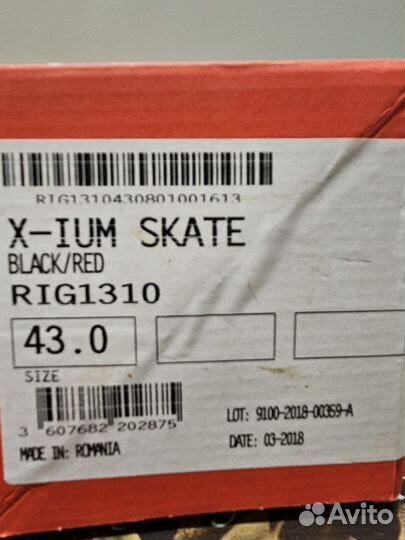 RIG1310430801001613
X-IUM SKATE
BLACK/RED
RIG1310
43.0
SIZE
3 607682 202875
LOT: 9100-2018-00359-A
MADE IN: ROMANIA
DATE: 03-2018
Avito